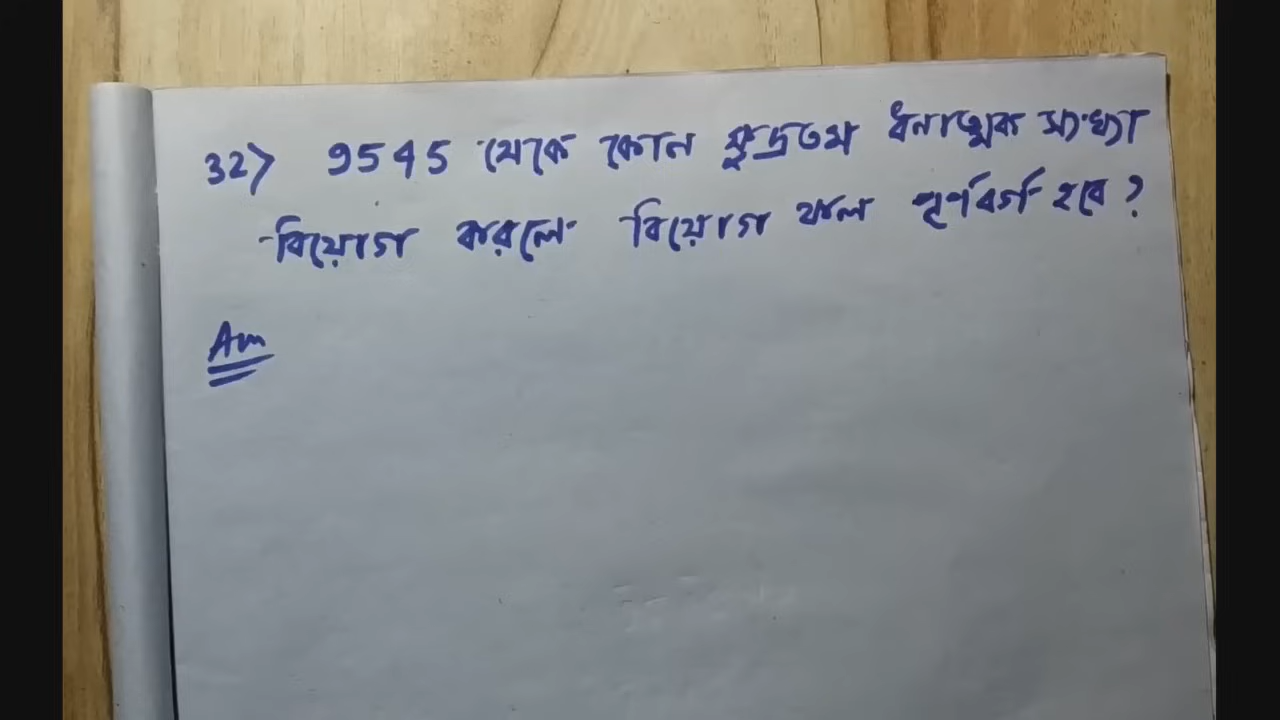 32> 9545 থেকে কোন ক্ষুদ্রতম ধনাত্মক সংখ্যা
বিয়োগ করলে বিয়োগ ফল পূর্ণবর্গ হবে?
Ans